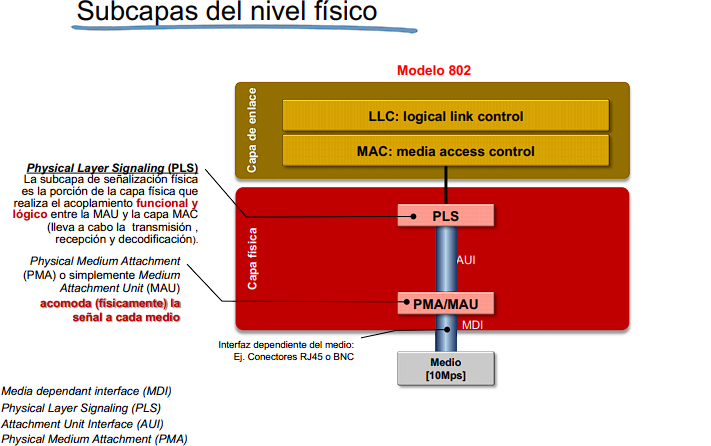 Subcapas del nivel físico
Modelo 802
Capa de enlace
LLC: logical link control
MAC: media access control
Physical Layer Signaling (PLS)
La subcapa de señalización física
es la porción de la capa física que
realiza el acoplamiento funcional y
lógico entre la MAU y la capa MAC
(lleva a cabo la transmisión ,
recepción y decodificación).
Capa física
PLS
AUI
Physical Medium Attachment
(PMA) o simplemente Medium
Attachment Unit (MAU)
acomoda (físicamente) la
señal a cada medio
PMA/MAU
MDI
Interfaz dependiente del medio:
Ej. Conectores RJ45 o BNC
Medio
[10Mps]
Media dependant interface (MDI)
Physical Layer Signaling (PLS)
Attachment Unit Interface (AUI)
Physical Medium Attachment (PMA)